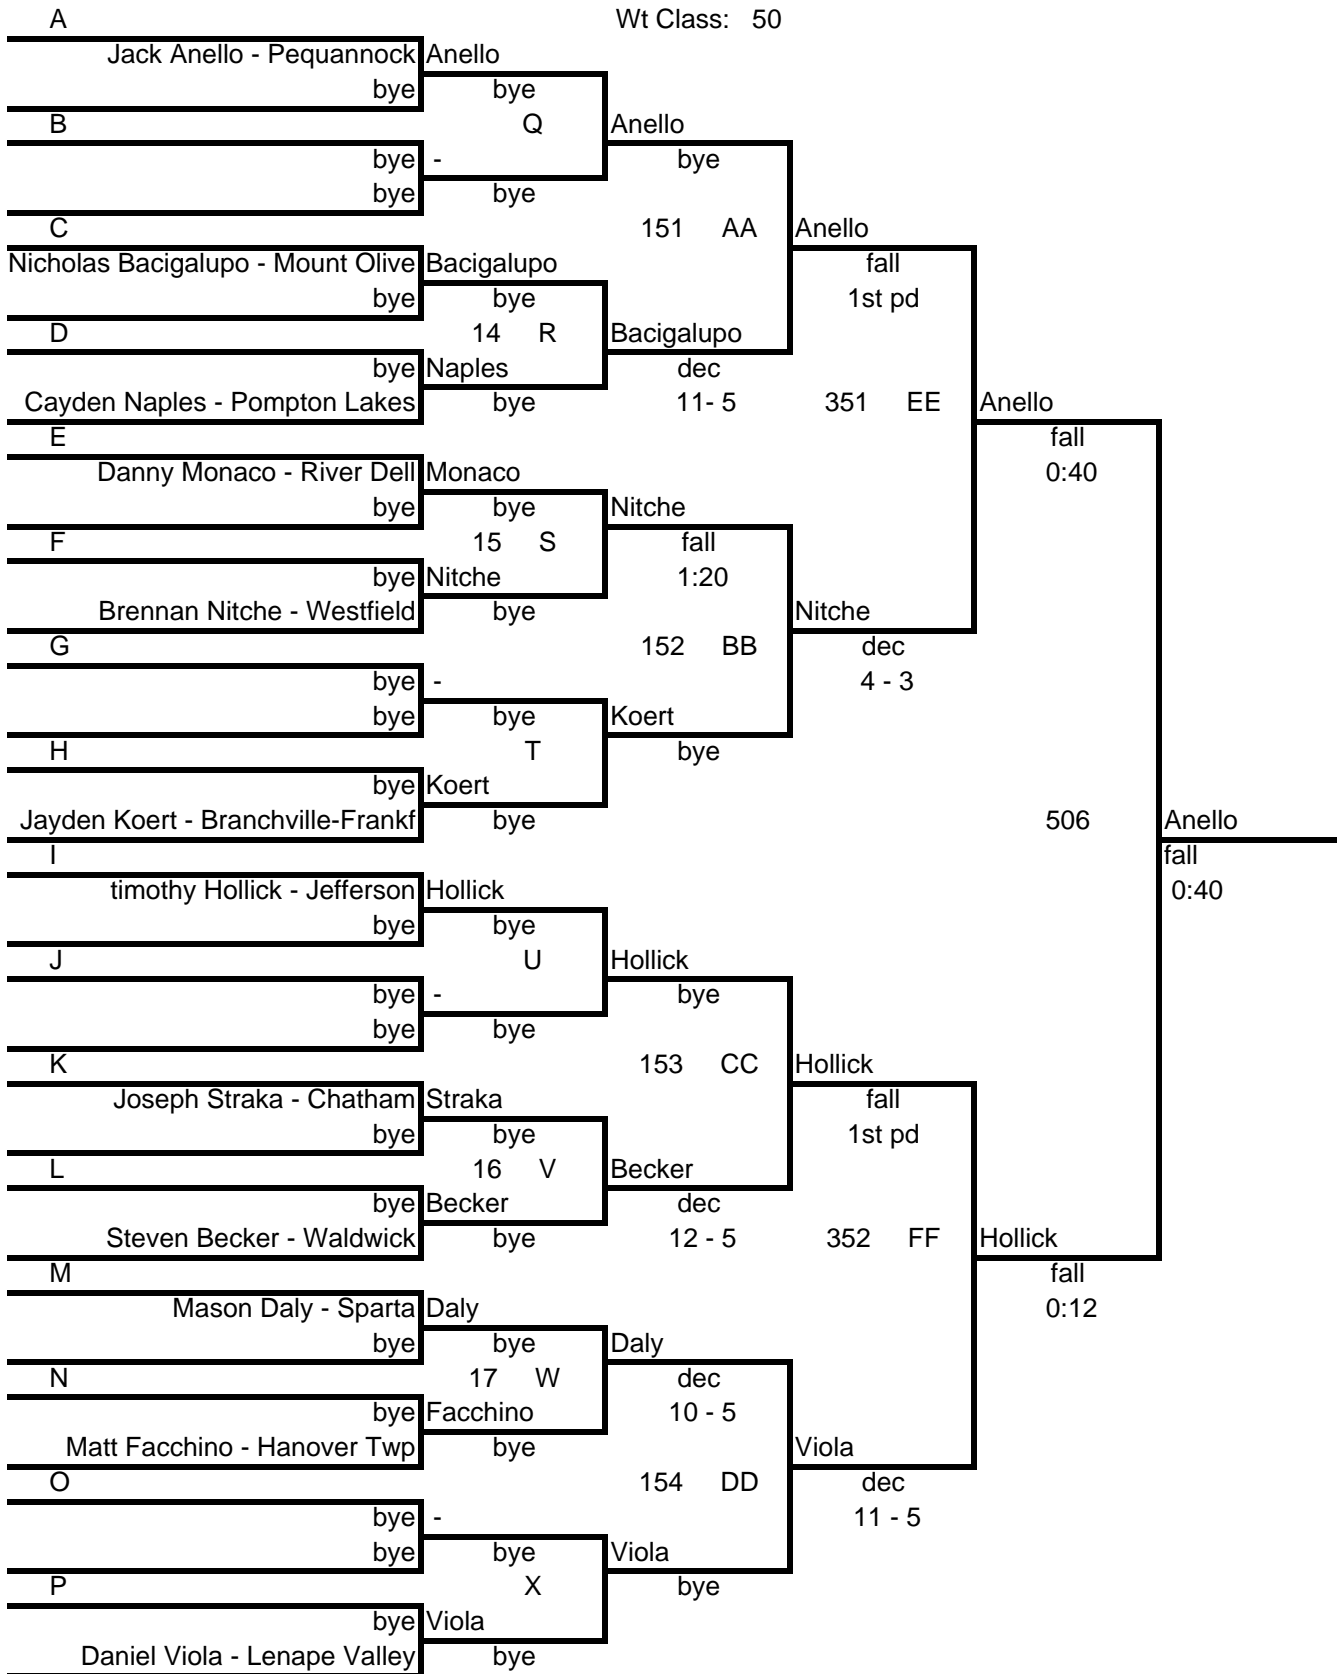 A Wt Class: 50
Jack Anello - Pequannock Anello
bye bye
B Q Anello
bye - bye
bye bye
C 151 AA Anello
Nicholas Bacigalupo - Mount Olive Bacigalupo fall
bye bye 1st pd
D 14 R Bacigalupo
bye Naples dec
Cayden Naples - Pompton Lakes bye 11- 5 351 EE Anello
E fall
Danny Monaco - River Dell Monaco 0:40
bye bye Nitche
F 15 S fall
bye Nitche 1:20
Brennan Nitche - Westfield bye Nitche
G 152 BB dec
bye - 4 - 3
bye bye Koert
H T bye
bye Koert
Jayden Koert - Branchville-Frankf bye 506 Anello
I fall
timothy Hollick - Jefferson Hollick 0:40
bye bye
J U Hollick
bye - bye
bye bye
K 153 CC Hollick
Joseph Straka - Chatham Straka fall
bye bye 1st pd
L 16 V Becker
bye Becker dec
Steven Becker - Waldwick bye 12 - 5 352 FF Hollick
M fall
Mason Daly - Sparta Daly 0:12
bye bye Daly
N 17 W dec
bye Facchino 10 - 5
Matt Facchino - Hanover Twp bye Viola
O 154 DD dec
bye - 11 - 5
bye bye Viola
P X bye
bye Viola
Daniel Viola - Lenape Valley bye